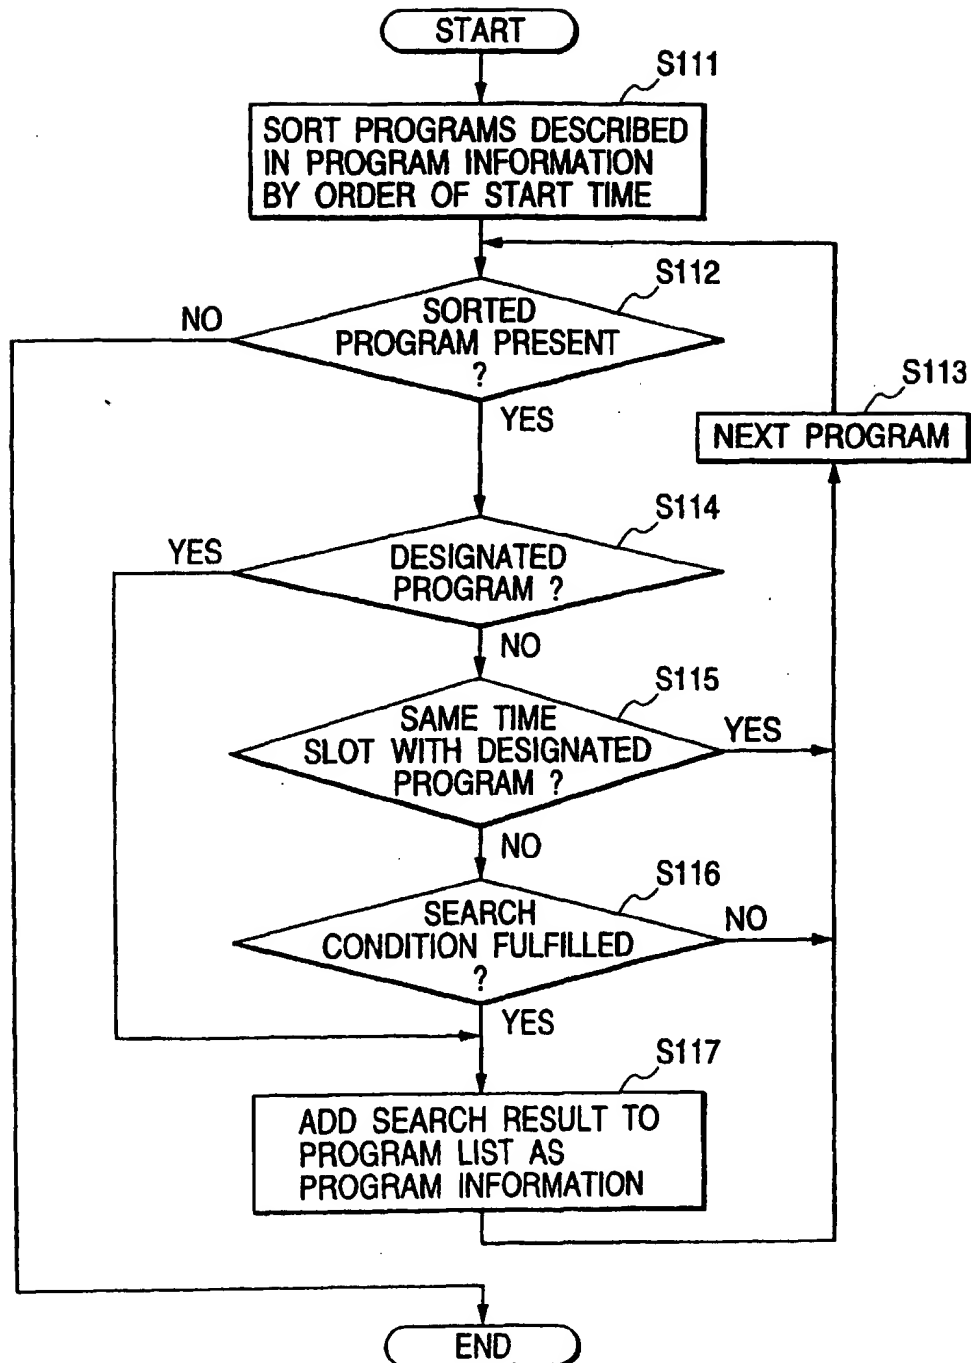 START
S111
SORT PROGRAMS DESCRIBED
IN PROGRAM INFORMATION
BY ORDER OF START TIME
S112
SORTED
PROGRAM PRESENT
?
NO
YES
S113
NEXT PROGRAM
S114
DESIGNATED
PROGRAM ?
YES
NO
S115
SAME TIME
SLOT WITH DESIGNATED
PROGRAM ?
YES
NO
S116
SEARCH
CONDITION FULFILLED
?
NO
YES
S117
ADD SEARCH RESULT TO
PROGRAM LIST AS
PROGRAM INFORMATION
END